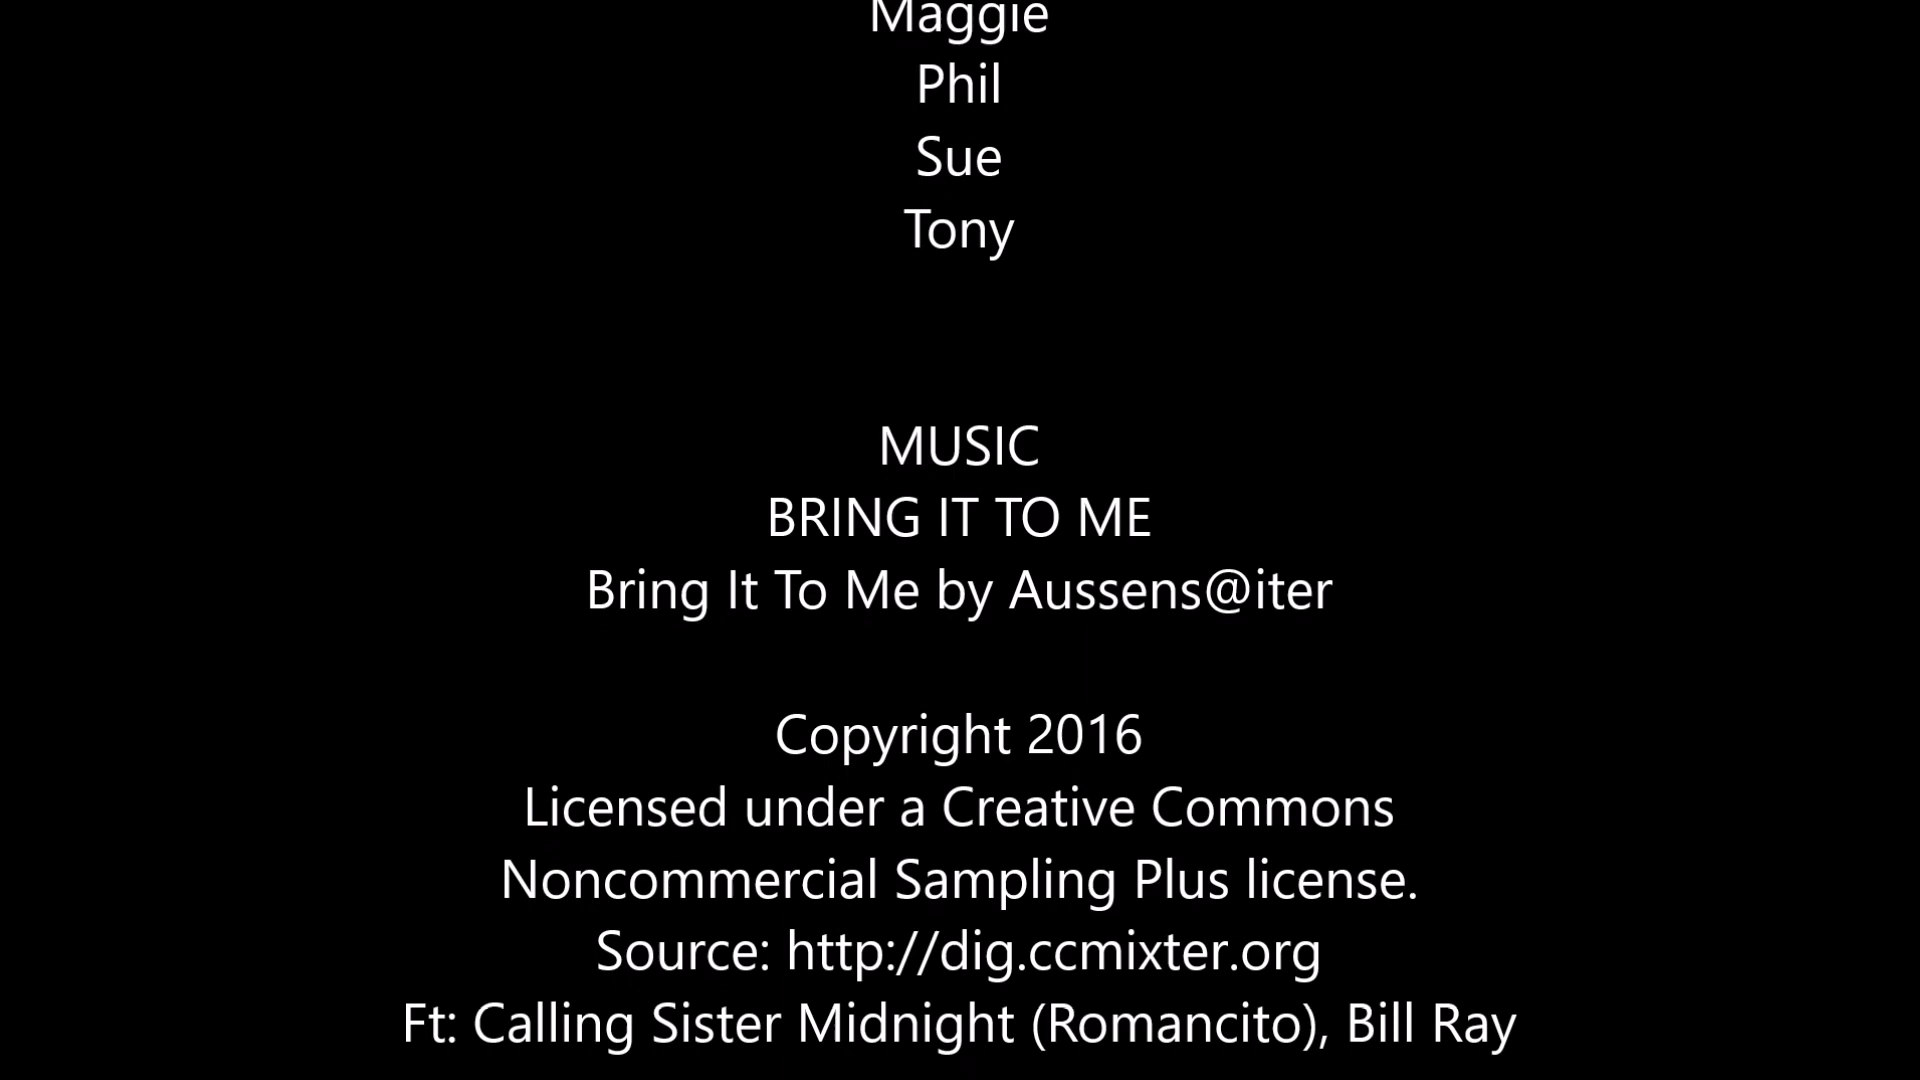 Maggie
Phil
Sue
Tony
MUSIC
BRING IT TO ME
Bring It To Me by Aussens@iter
Copyright 2016
Licensed under a Creative Commons
Noncommercial Sampling Plus license.
Source: http://dig.ccmixter.org
Ft: Calling Sister Midnight (Romancito), Bill Ray